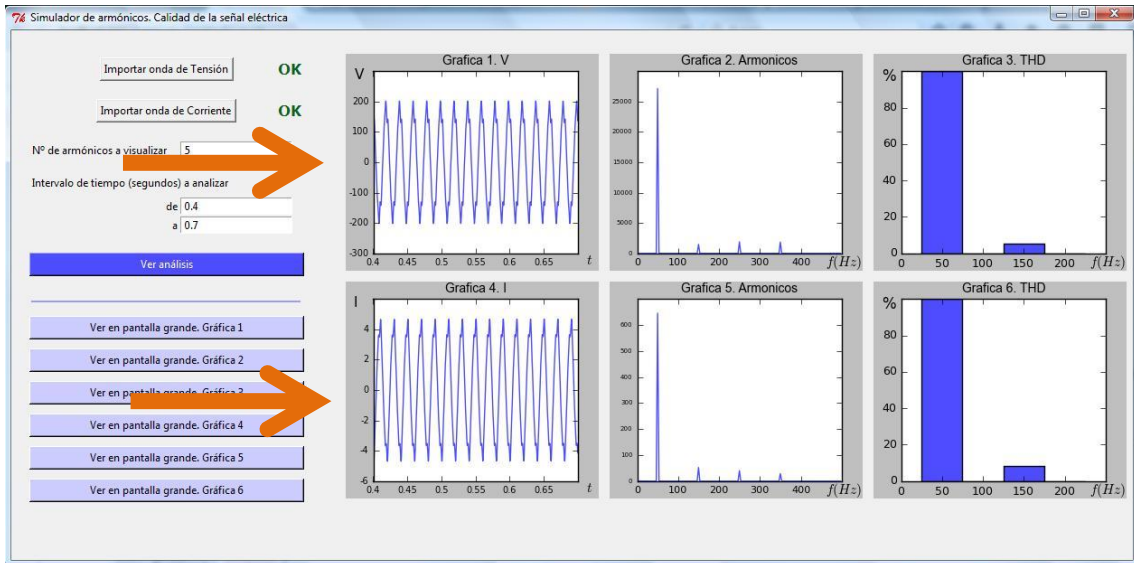 Simulador de armónicos. Calidad de la señal eléctrica
Importar onda de Tensión OK
Importar onda de Corriente OK
Nº de armónicos a visualizar 5
Intervalo de tiempo (segundos) a analizar
de 0.4
a 0.7
Ver análisis
Ver en pantalla grande. Gráfica 1
Ver en pantalla grande. Gráfica 2
Ver en pantalla grande. Gráfica 3
Ver en pantalla grande. Gráfica 4
Ver en pantalla grande. Gráfica 5
Ver en pantalla grande. Gráfica 6
Grafica 1. V
V
200
100
0
-100
-200
-300
0.4 0.45 0.5 0.55 0.6 0.65 t
Grafica 2. Armonicos
25000
20000
15000
10000
5000
0
0 100 200 300 400 f(Hz)
Grafica 3. THD
%
80
60
40
20
0
0 50 100 150 200 f(Hz)
Grafica 4. I
I
4
2
0
-2
-4
-6
0.4 0.45 0.5 0.55 0.6 0.65 t
Grafica 5. Armonicos
600
500
400
300
200
100
0
0 100 200 300 400 f(Hz)
Grafica 6. THD
%
80
60
40
20
0
0 50 100 150 200 f(Hz)